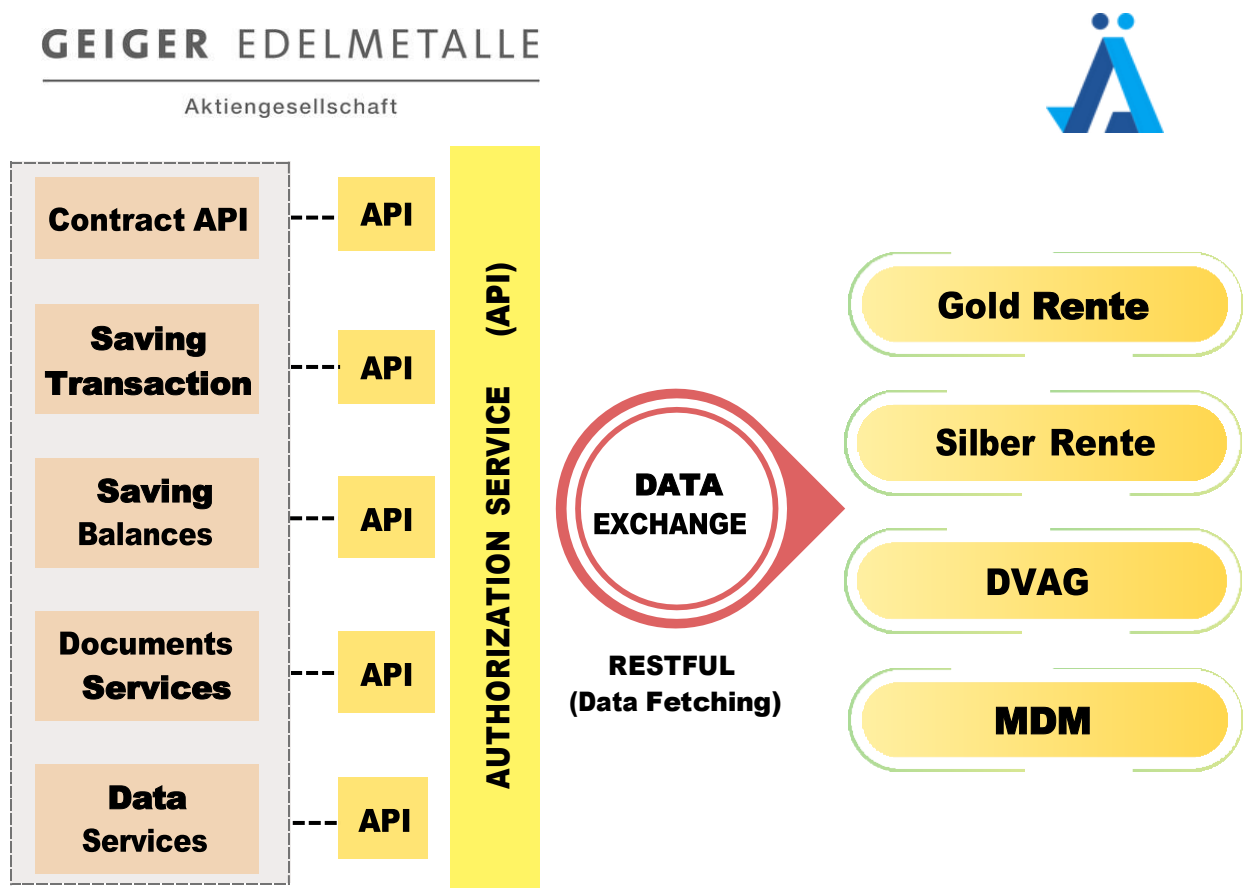 GEIGER EDELMETALLE
Aktiengesellschaft
Contract API
API
Saving
Transaction
API
Saving
Balances
API
Documents
Services
API
Data
Services
API
AUTHORIZATION SERVICE (API)
DATA
EXCHANGE
RESTFUL
(Data Fetching)
Gold Rente
Silber Rente
DVAG
MDM